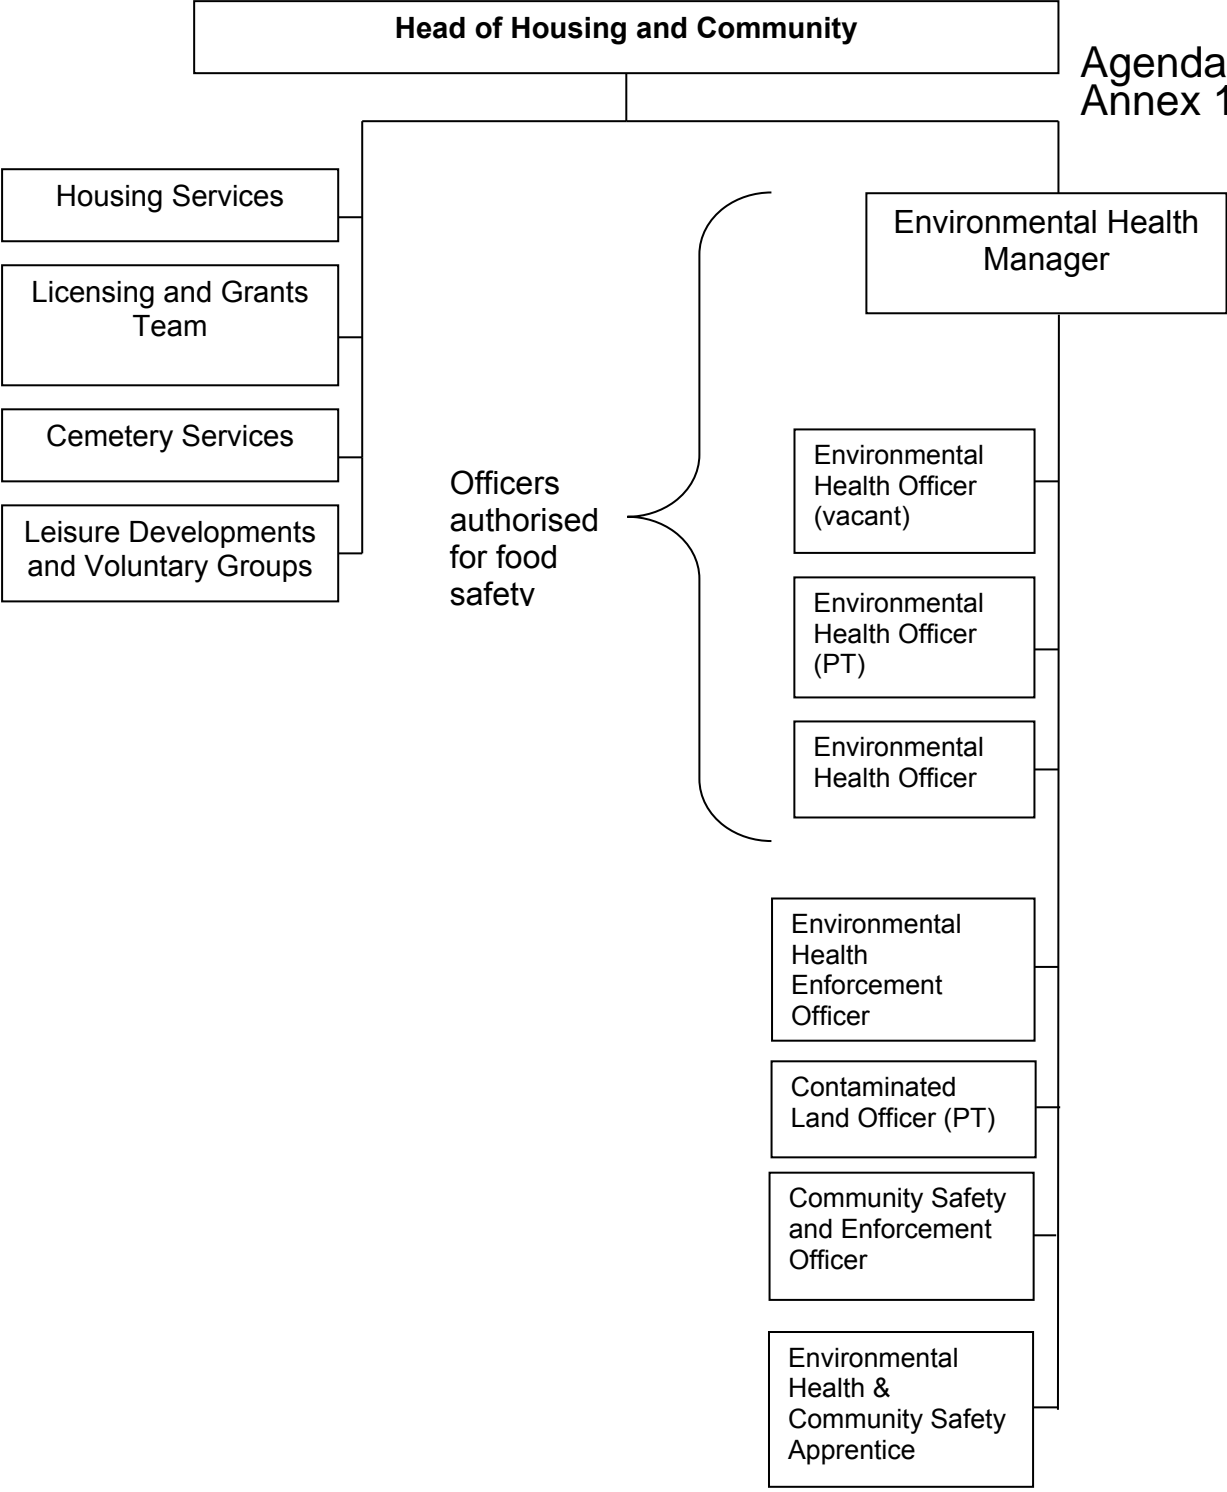 Head of Housing and Community
Agenda
Annex 1
Housing Services
Licensing and Grants
Team
Cemetery Services
Leisure Developments
and Voluntary Groups
Officers
authorised
for food
safety
Environmental Health
Manager
Environmental
Health Officer
(vacant)
Environmental
Health Officer
(PT)
Environmental
Health Officer
Environmental
Health
Enforcement
Officer
Contaminated
Land Officer (PT)
Community Safety
and Enforcement
Officer
Environmental
Health &
Community Safety
Apprentice